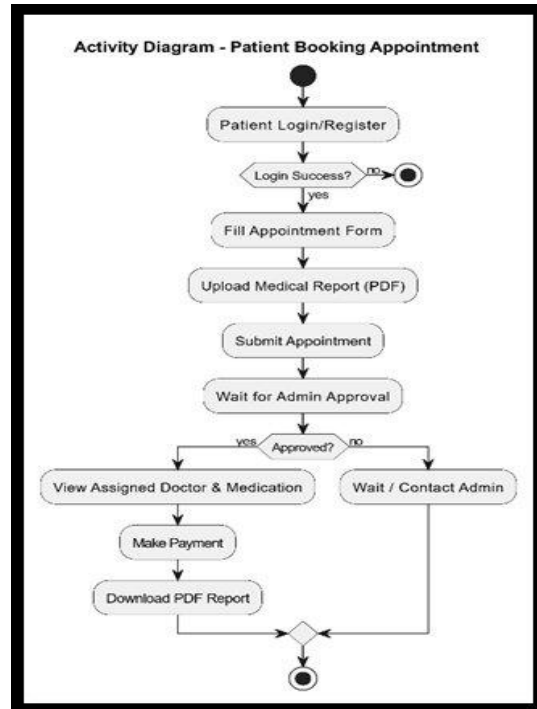 Activity Diagram - Patient Booking Appointment
Patient Login/Register
Login Success?
no
yes
Fill Appointment Form
Upload Medical Report (PDF)
Submit Appointment
Wait for Admin Approval
yes
Approved?
no
View Assigned Doctor & Medication
Wait / Contact Admin
Make Payment
Download PDF Report